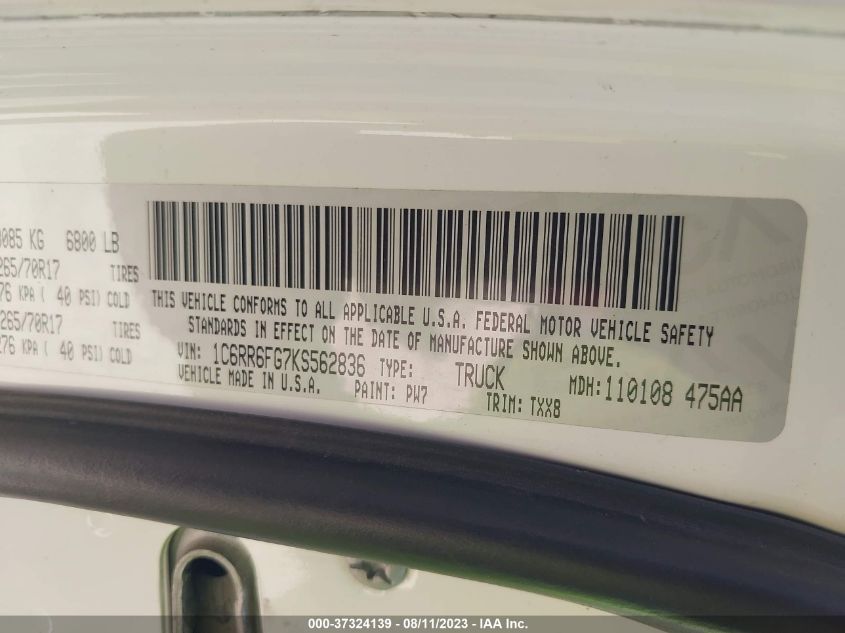 085 KG 6800 LB
265/70R17 TIRES
76 KPA ( 40 PSI) COLD
265/70R17 TIRES
276 KPA ( 40 PSI) COLD
THIS VEHICLE CONFORMS TO ALL APPLICABLE U.S.A. FEDERAL MOTOR VEHICLE SAFETY
STANDARDS IN EFFECT ON THE DATE OF MANUFACTURE SHOWN ABOVE.
VIN: 1C6RR6FG7KS562836 TYPE: TRUCK MDH: 110108 475AA
VEHICLE MADE IN U.S.A. PAINT: PW7 TRIM: TXX8
000-37324139 - 08/11/2023 - IAA Inc.